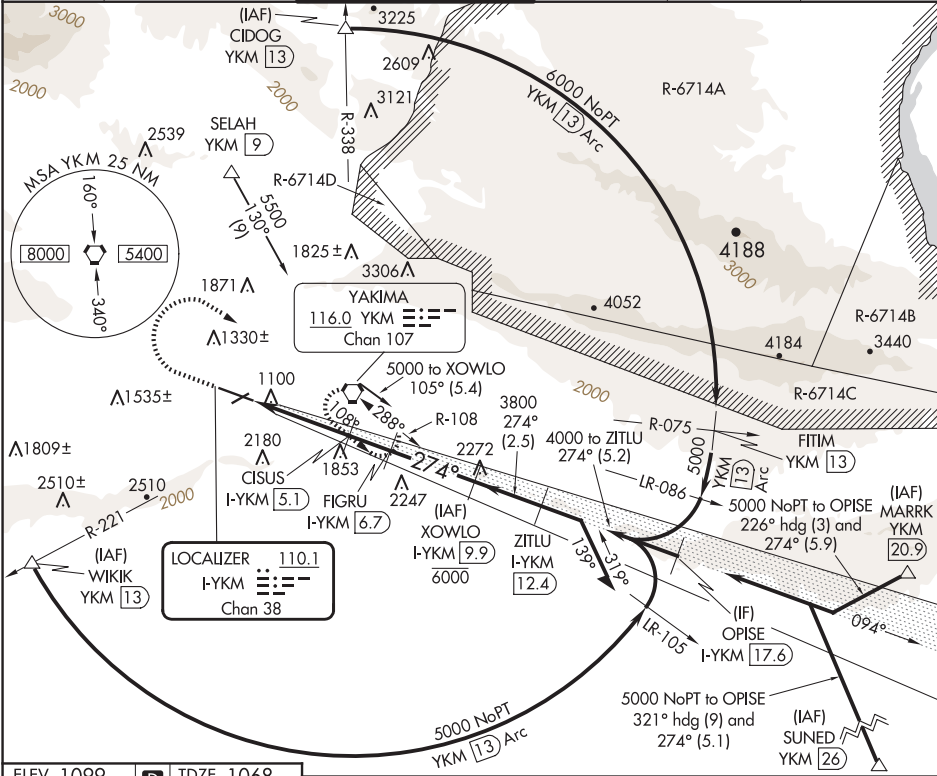 3000
(IAF)
CIDOG
YKM 13
3225
2609
2000
2000
3121
6000 NoPT
YKM 13 Arc
R-6714A
R-338
2539
SELAH
YKM 9
MSA YKM 25 NM
160°
8000
5400
340°
R-6714D
5500
130°
(9)
1825±
3306
4188
3000
1871
1330±
YAKIMA
116.0 YKM
Chan 107
4052
R-6714B
4184
3440
5000 to XOWLO
105° (5.4)
R-6714C
1535±
1100
108°
288°
R-108
3800
274°
(2.5)
2000
R-075
5000
YKM 13 Arc
FITIM
YKM 13
1809±
2180
1853
274°
2272
4000 to ZITLU
274° (5.2)
LR-086
2510±
2510
2000
CISUS
I-YKM 5.1
FIGRU
I-YKM 6.7
2247
(IAF)
XOWLO
I-YKM 9.9
6000
ZITLU
I-YKM
12.4
5000 NoPT to OPISE
226° hdg (3) and
274° (5.9)
(IAF)
MARRK
YKM
20.9
R-221
(IAF)
WIKIK
YKM 13
LOCALIZER 110.1
I-YKM
Chan 38
139°
319°
LR-105
(IF)
OPISE
I-YKM 17.6
094°
5000 NoPT
YKM 13 Arc
5000 NoPT to OPISE
321° hdg (9) and
274° (5.1)
(IAF)
SUNED
YKM 26
ELEV 1099 D TDZE 1068